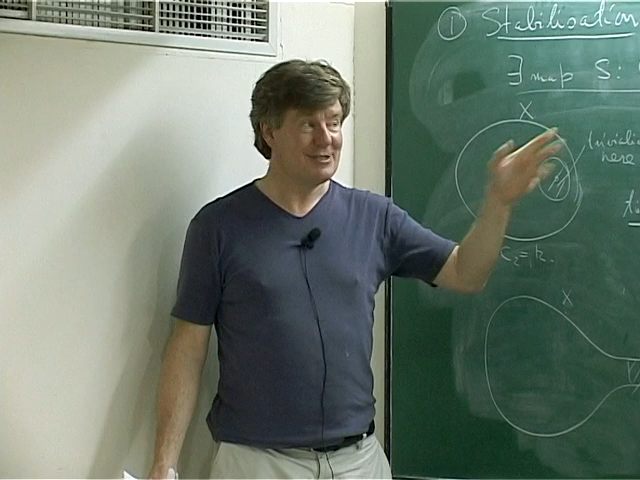 ① Stabilisation
∃ map S:
X
trivialis
here
c₂=k.
X